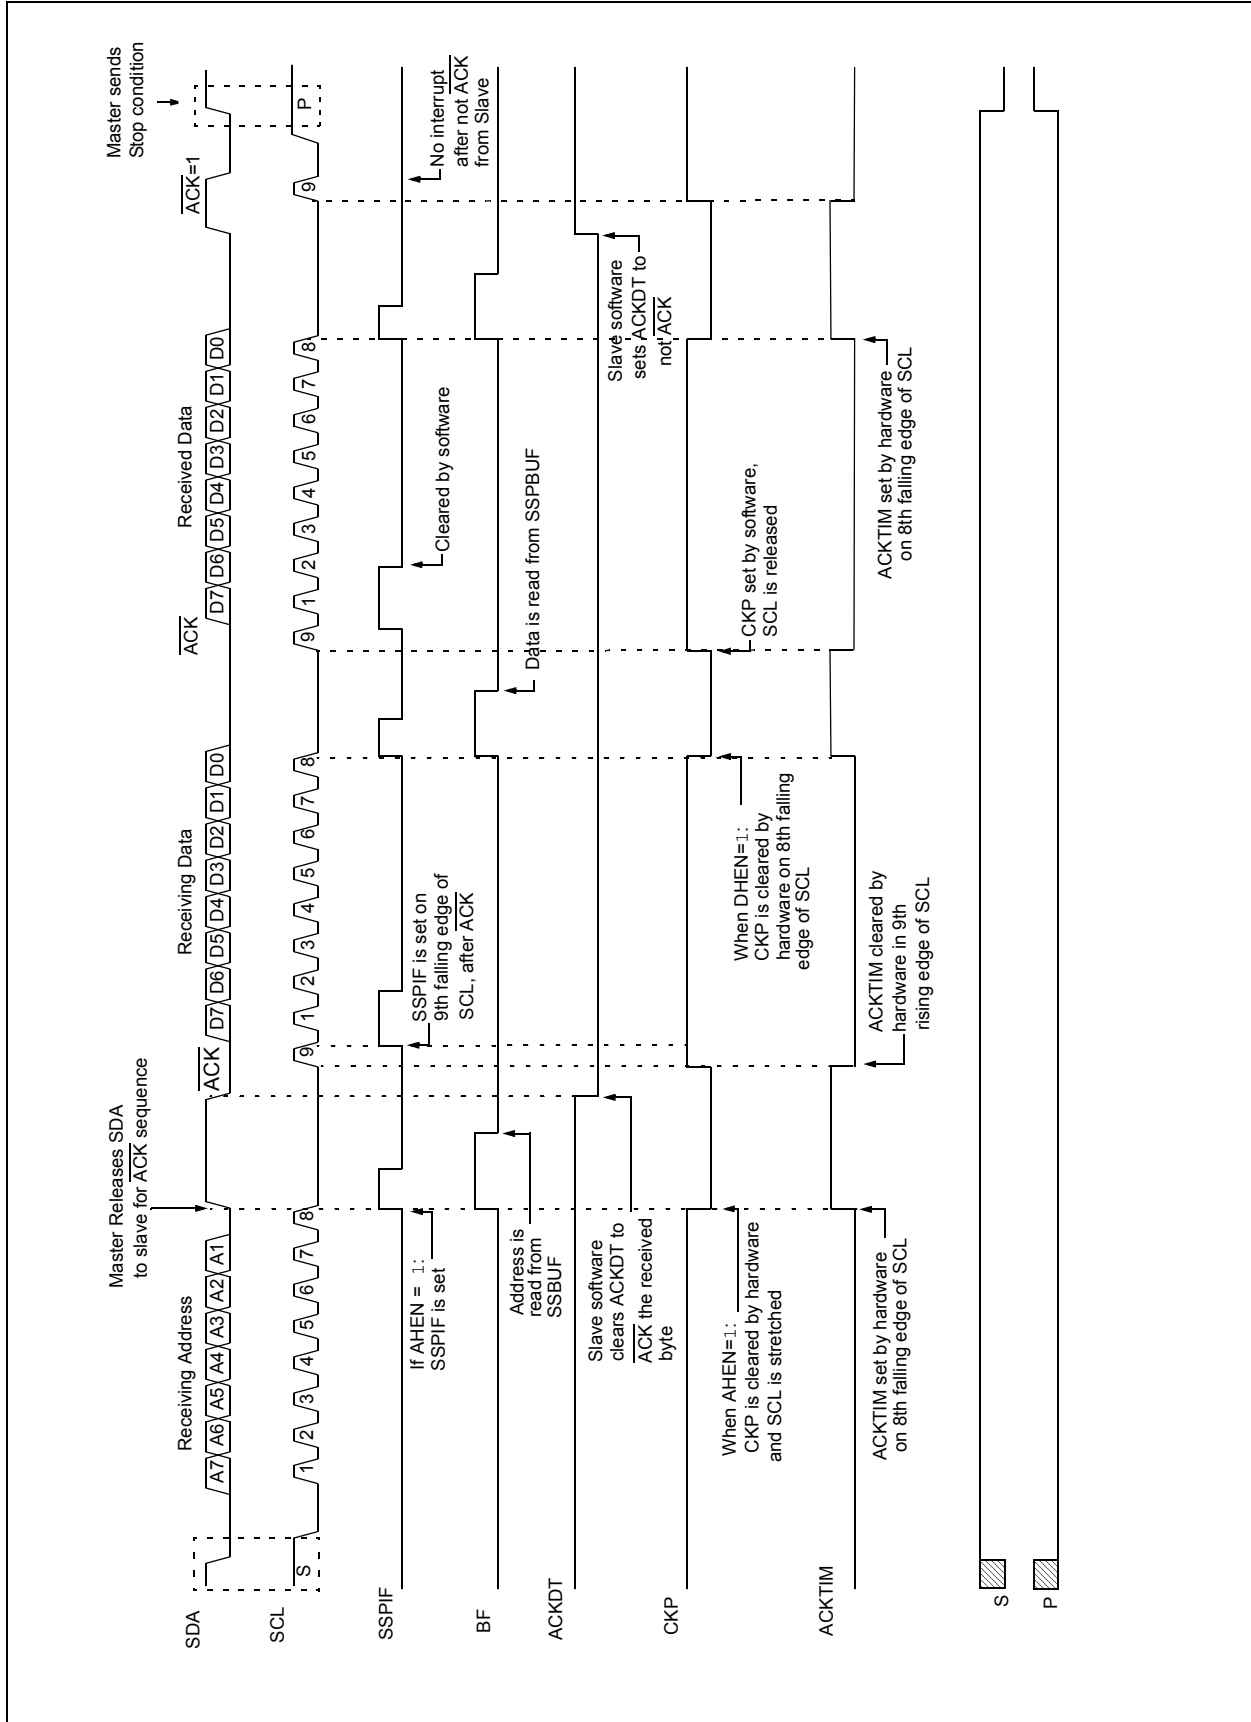 Master Releases SDA
to slave for ACK sequence
Master sends
Stop condition
Receiving Address
Receiving Data
Received Data
ACK
ACK
ACK=1
SDA
A7 A6 A5 A4 A3 A2 A1
D7 D6 D5 D4 D3 D2 D1 D0
D7 D6 D5 D4 D3 D2 D1 D0
SCL
S
1 2 3 4 5 6 7 8 9
1 2 3 4 5 6 7 8 9
1 2 3 4 5 6 7 8 9
P
SSPIF
If AHEN = 1:
SSPIF is set
SSPIF is set on
9th falling edge of
SCL, after ACK
Cleared by software
No interrupt
after not ACK
from Slave
BF
Address is
read from
SSBUF
Data is read from SSPBUF
ACKDT
Slave software
clears ACKDT to
ACK the received
byte
Slave software
sets ACKDT to
not ACK
CKP
When AHEN=1:
CKP is cleared by hardware
and SCL is stretched
When DHEN=1:
CKP is cleared by
hardware on 8th falling
edge of SCL
CKP set by software,
SCL is released
ACKTIM
ACKTIM set by hardware
on 8th falling edge of SCL
ACKTIM cleared by
hardware in 9th
rising edge of SCL
ACKTIM set by hardware
on 8th falling edge of SCL
S
P